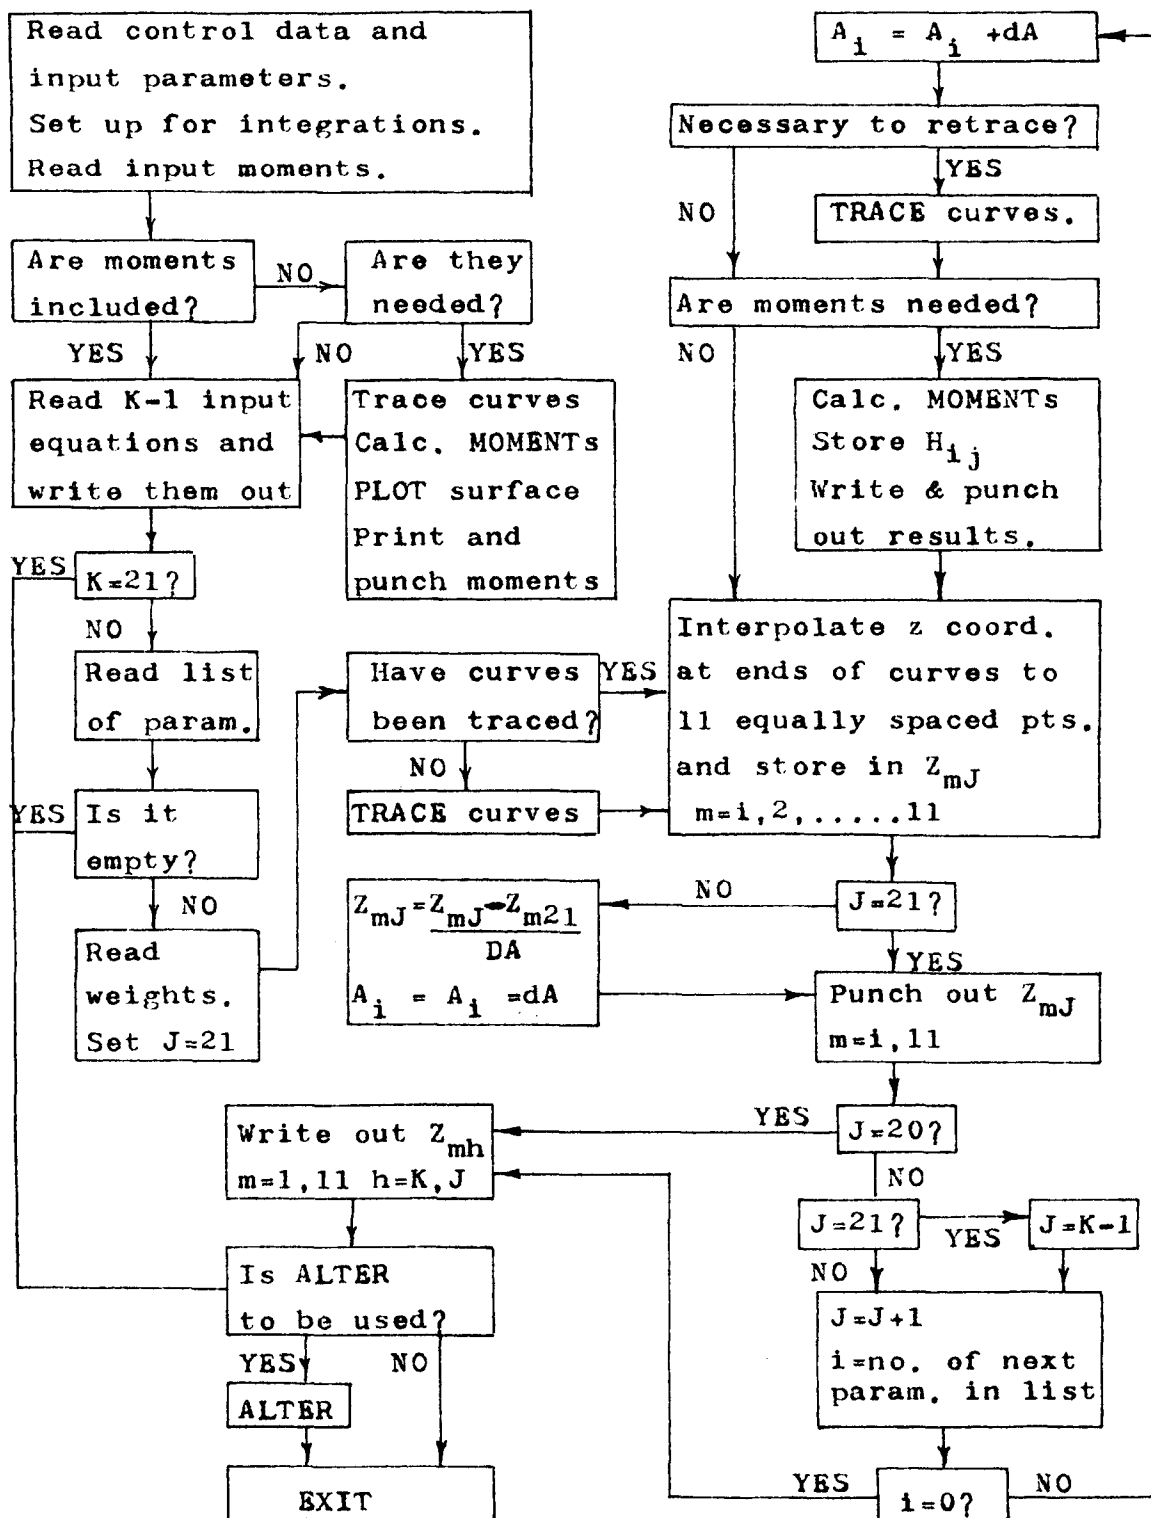 Read control data and
input parameters.
Set up for integrations.
Read input moments.
Are moments
included?
NO
Are they
needed?
YES
NO
YES
Read K-1 input
equations and
write them out
Trace curves
Calc. MOMENTs
PLOT surface
Print and
punch moments
YES
K=21?
NO
Read list
of param.
YES
Is it
empty?
NO
Read
weights.
Set J=21
Have curves
been traced?
YES
NO
TRACE curves
A_i = A_i +dA
Necessary to retrace?
YES
NO
TRACE curves.
Are moments needed?
NO
YES
Calc. MOMENTs
Store H_ij
Write & punch
out results.
Interpolate z coord.
at ends of curves to
11 equally spaced pts.
and store in Z_mJ
m=i,2,.....11
NO
J=21?
YES
Z_mJ=Z_mJ-Z_m21
DA
A_i = A_i =dA
Punch out Z_mJ
m=i,11
YES
J=20?
NO
Write out Z_mh
m=1,11 h=K,J
J=21?
YES
J=K-1
NO
Is ALTER
to be used?
YES
NO
ALTER
J=J+1
i=no. of next
param. in list
EXIT
YES
i=0?
NO